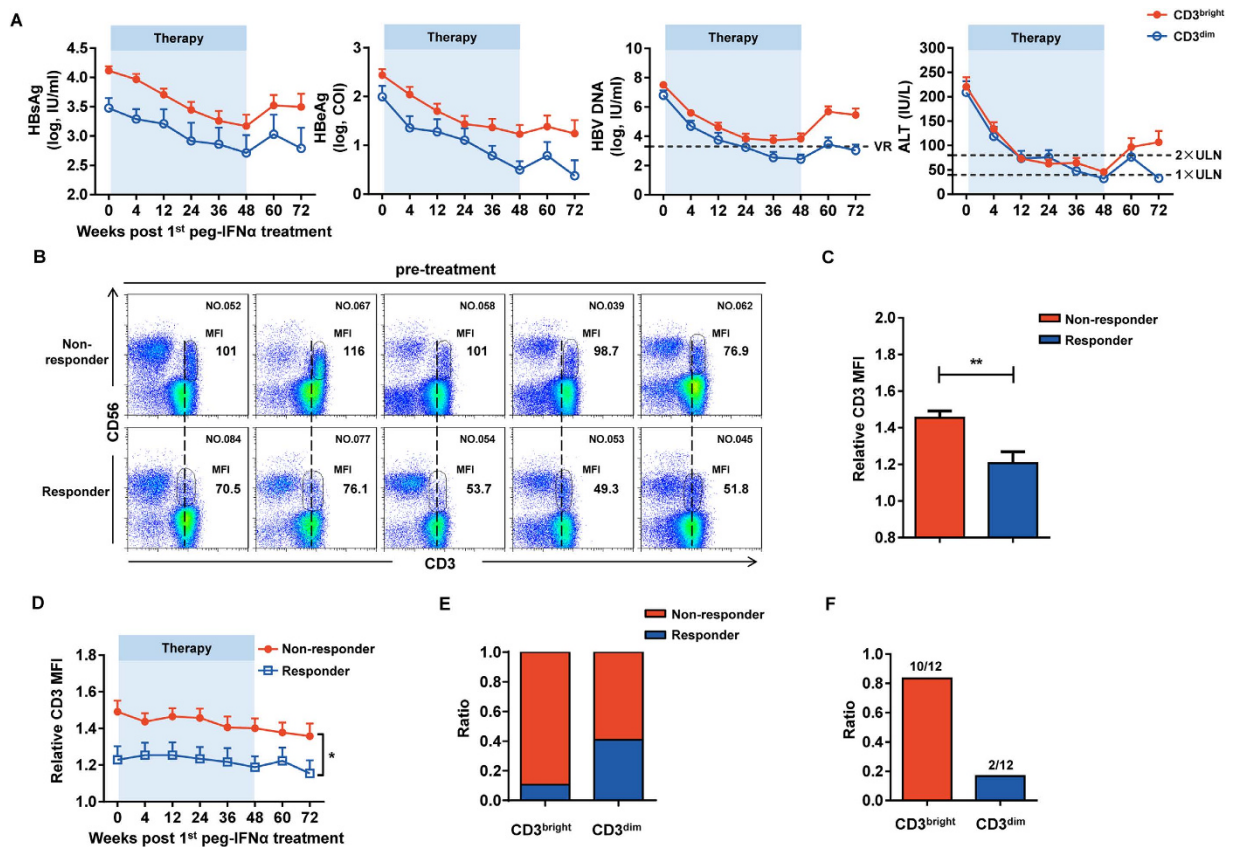 A
CD3bright
CD3dim
Therapy
HBsAg
(log, IU/ml)
4.5
4.0
3.5
3.0
2.5
2.0
0 4 12 24 36 48 60 72
Weeks post 1st peg-IFNα treatment
Therapy
HBeAg
(log, COI)
3
2
1
0
0 4 12 24 36 48 60 72
Therapy
HBV DNA
(log, IU/ml)
10
8
6
4
2
0
VR
0 4 12 24 36 48 60 72
Therapy
ALT (IU/L)
350
300
250
200
150
100
50
0
2×ULN
1×ULN
0 4 12 24 36 48 60 72
B
pre-treatment
CD56
Non-
responder
NO.052
MFI
101
NO.067
MFI
116
NO.058
MFI
101
NO.039
MFI
98.7
NO.062
MFI
76.9
Responder
NO.084
MFI
70.5
NO.077
MFI
76.1
NO.054
MFI
53.7
NO.053
MFI
49.3
NO.045
MFI
51.8
CD3
C
Non-responder
Responder
Relative CD3 MFI
2.0
1.8
1.6
1.4
1.2
1.0
0.8
**
D
Therapy
Non-responder
Responder
Relative CD3 MFI
1.8
1.6
1.4
1.2
1.0
*
0 4 12 24 36 48 60 72
Weeks post 1st peg-IFNα treatment
E
Non-responder
Responder
Ratio
1.0
0.8
0.6
0.4
0.2
0.0
CD3bright CD3dim
F
Ratio
1.0
0.8
0.6
0.4
0.2
0.0
10/12
2/12
CD3bright CD3dim